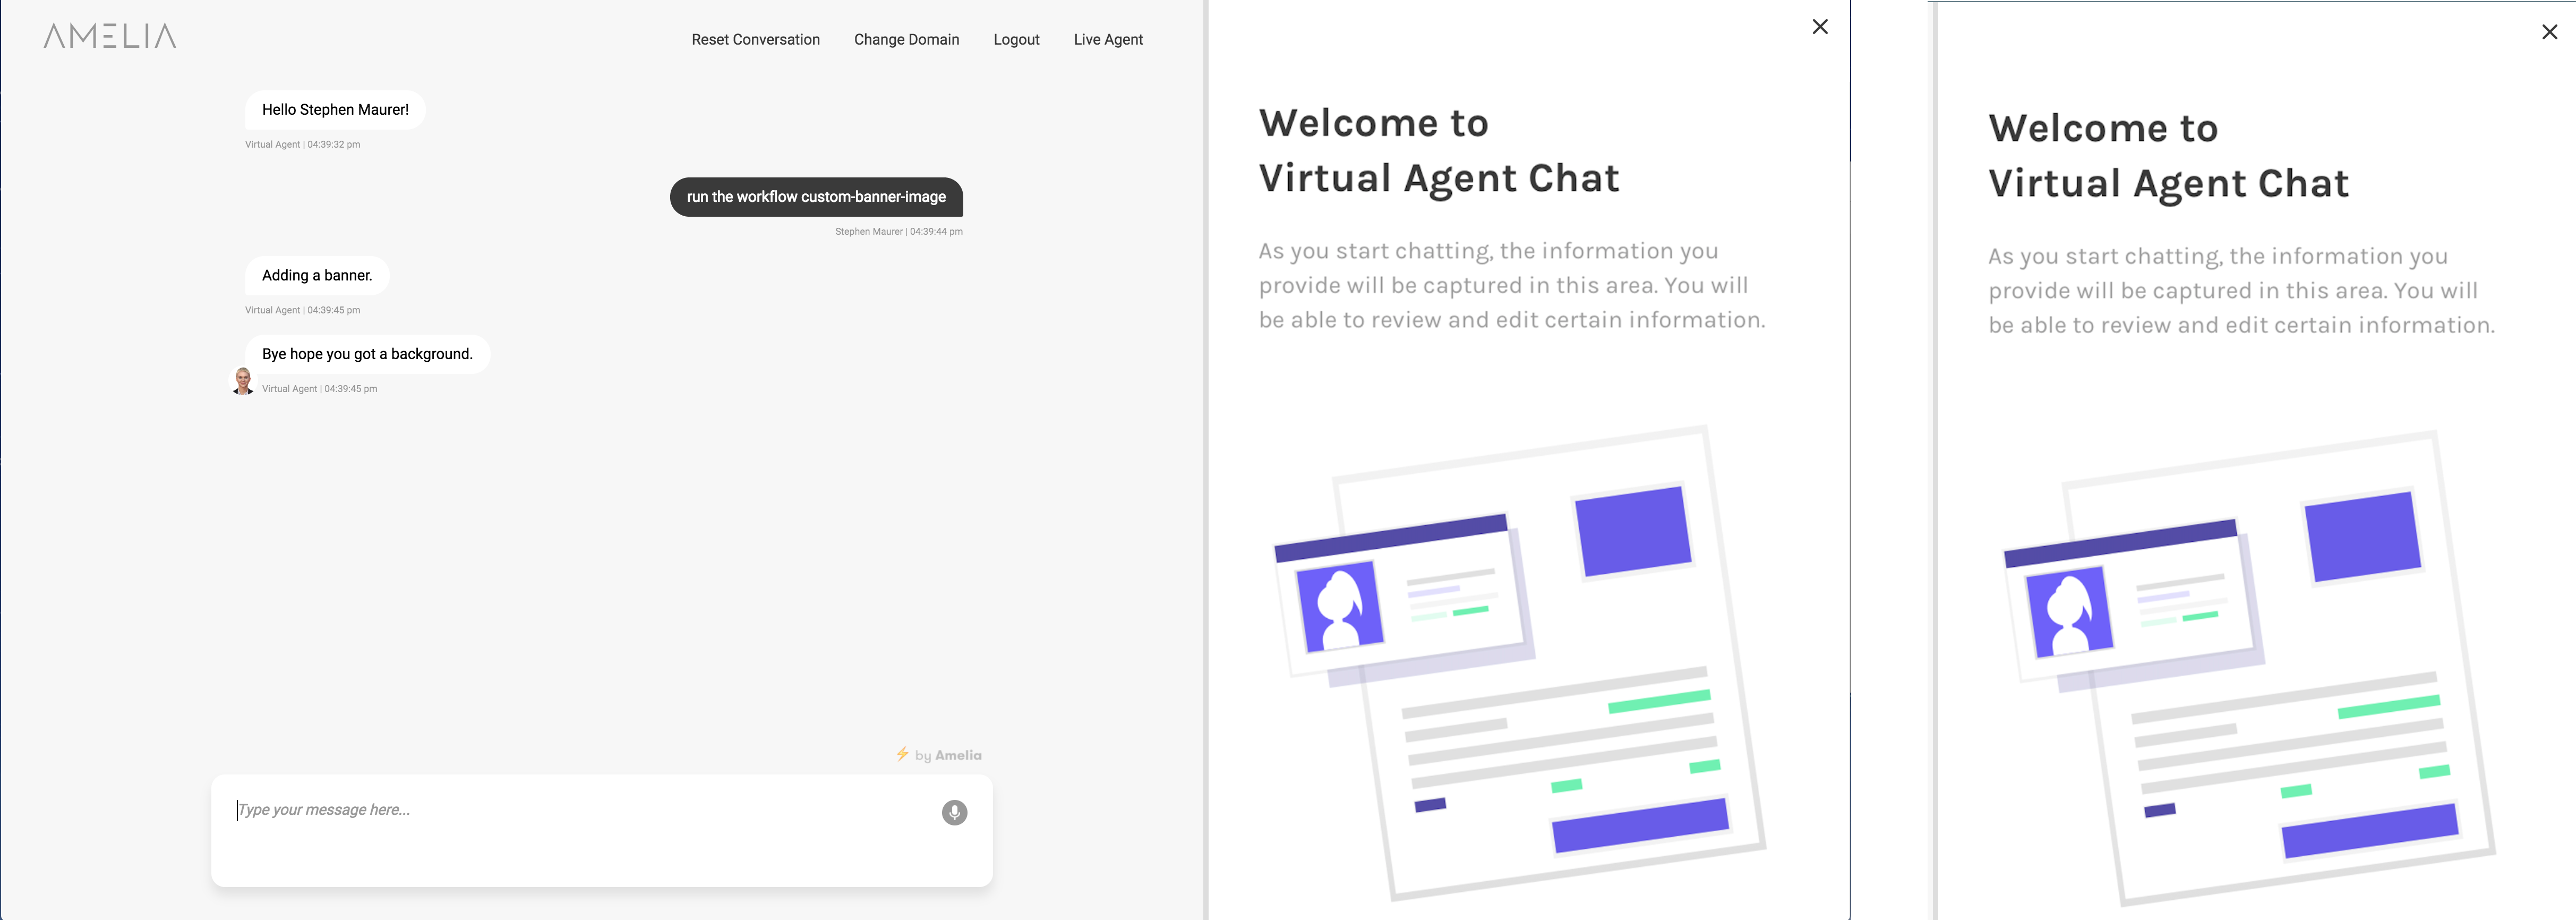 AMELIA
Reset Conversation Change Domain Logout Live Agent
Hello Stephen Maurer!
Virtual Agent | 04:39:32 pm
run the workflow custom-banner-image
Stephen Maurer | 04:39:44 pm
Adding a banner.
Virtual Agent | 04:39:45 pm
Bye hope you got a background.
Virtual Agent | 04:39:45 pm
⚡ by Amelia
Type your message here...
Welcome to
Virtual Agent Chat
As you start chatting, the information you
provide will be captured in this area. You will
be able to review and edit certain information.
Welcome to
Virtual Agent Chat
As you start chatting, the information you
provide will be captured in this area. You will
be able to review and edit certain information.